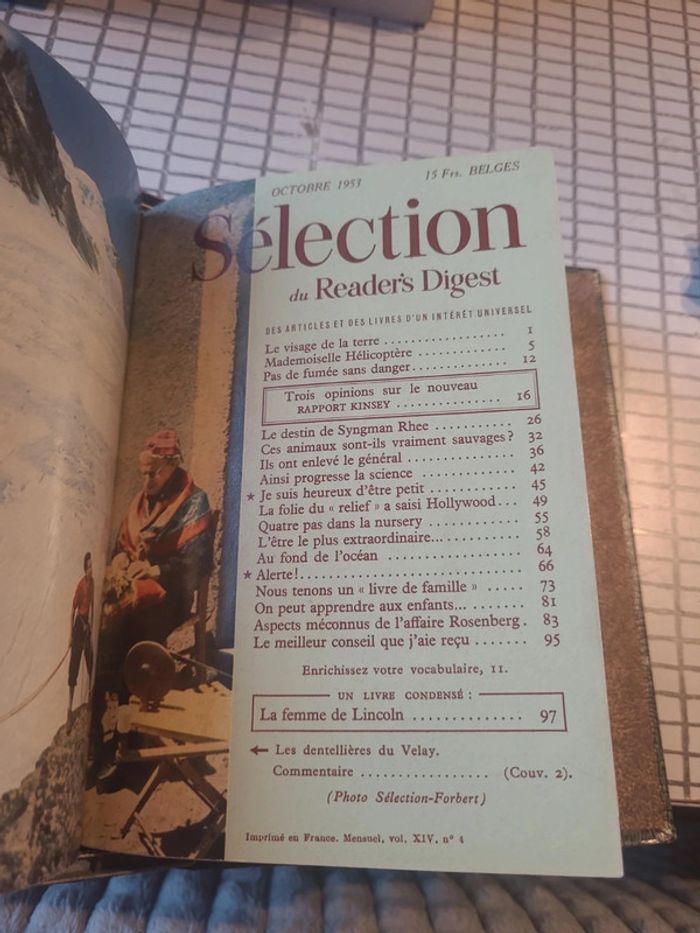 OCTOBRE 1953
15 Frs. BELGES
Sélection
du Reader's Digest
DES ARTICLES ET DES LIVRES D'UN INTÉRÊT UNIVERSEL
Le visage de la terre ................ 1
Mademoiselle Hélicoptère ............ 5
Pas de fumée sans danger.............. 12
Trois opinions sur le nouveau
RAPPORT KINSEY ............... 16
Le destin de Syngman Rhee ........... 26
Ces animaux sont-ils vraiment sauvages? 32
Ils ont enlevé le général .............. 36
Ainsi progresse la science ............. 42
★ Je suis heureux d'être petit ............ 45
La folie du « relief » a saisi Hollywood... 49
Quatre pas dans la nursery ............ 55
L'être le plus extraordinaire... .......... 58
Au fond de l'océan ................. 64
★ Alerte!............................ 66
Nous tenons un « livre de famille » ..... 73
On peut apprendre aux enfants... ....... 81
Aspects méconnus de l'affaire Rosenberg. 83
Le meilleur conseil que j'aie reçu ....... 95
Enrichissez votre vocabulaire, 11.
UN LIVRE CONDENSÉ :
La femme de Lincoln .............. 97
← Les dentellières du Velay.
Commentaire .................. (Couv. 2).
(Photo Sélection-Forbert)
Imprimé en France. Mensuel, vol. XIV, n° 4